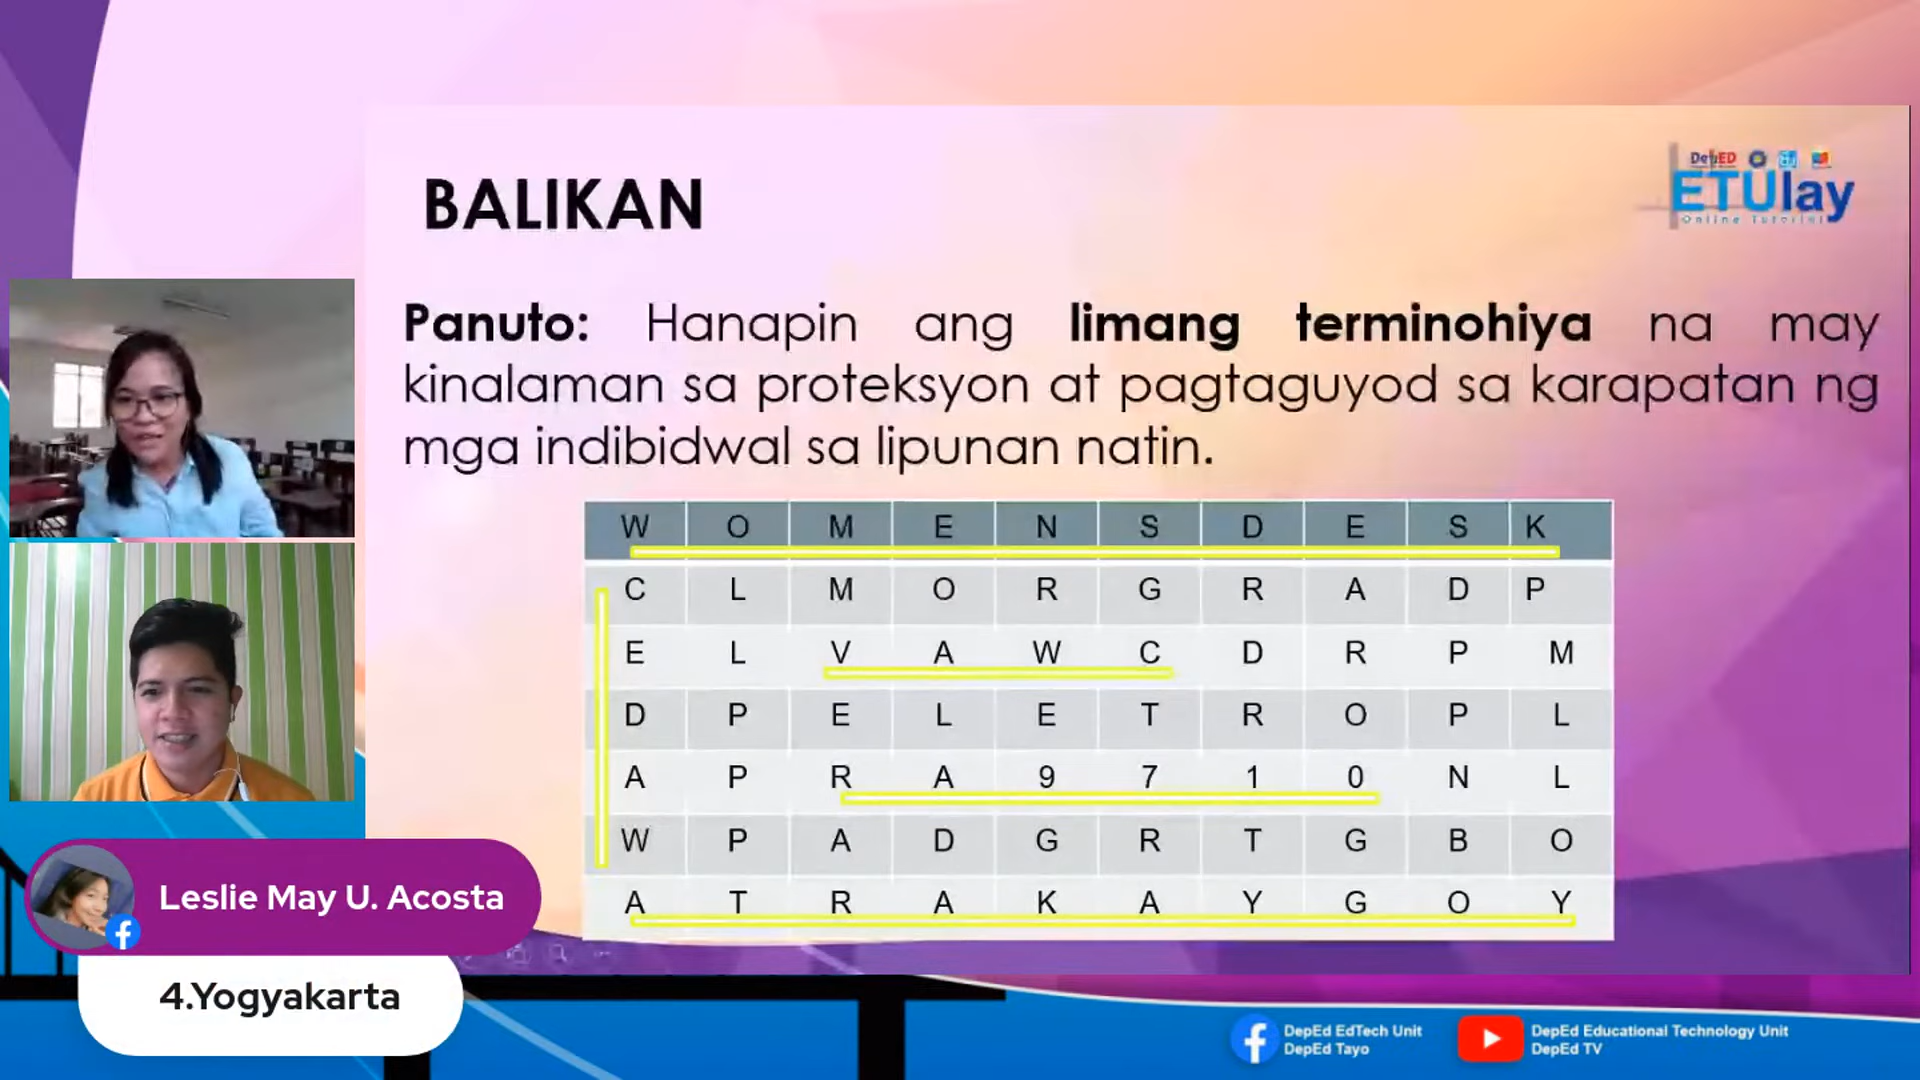 BALIKAN
DepED
ETUlay
Online Tutorial
Panuto: Hanapin ang limang terminohiya na may
kinalaman sa proteksyon at pagtaguyod sa karapatan ng
mga indibidwal sa lipunan natin.
W O M E N S D E S K
C L M O R G R A D P
E L V A W C D R P M
D P E L E T R O P L
A P R A 9 7 1 0 N L
W P A D G R T G B O
A T R A K A Y G O Y
Leslie May U. Acosta
4.Yogyakarta
DepEd EdTech Unit
DepEd Tayo
DepEd Educational Technology Unit
DepEd TV